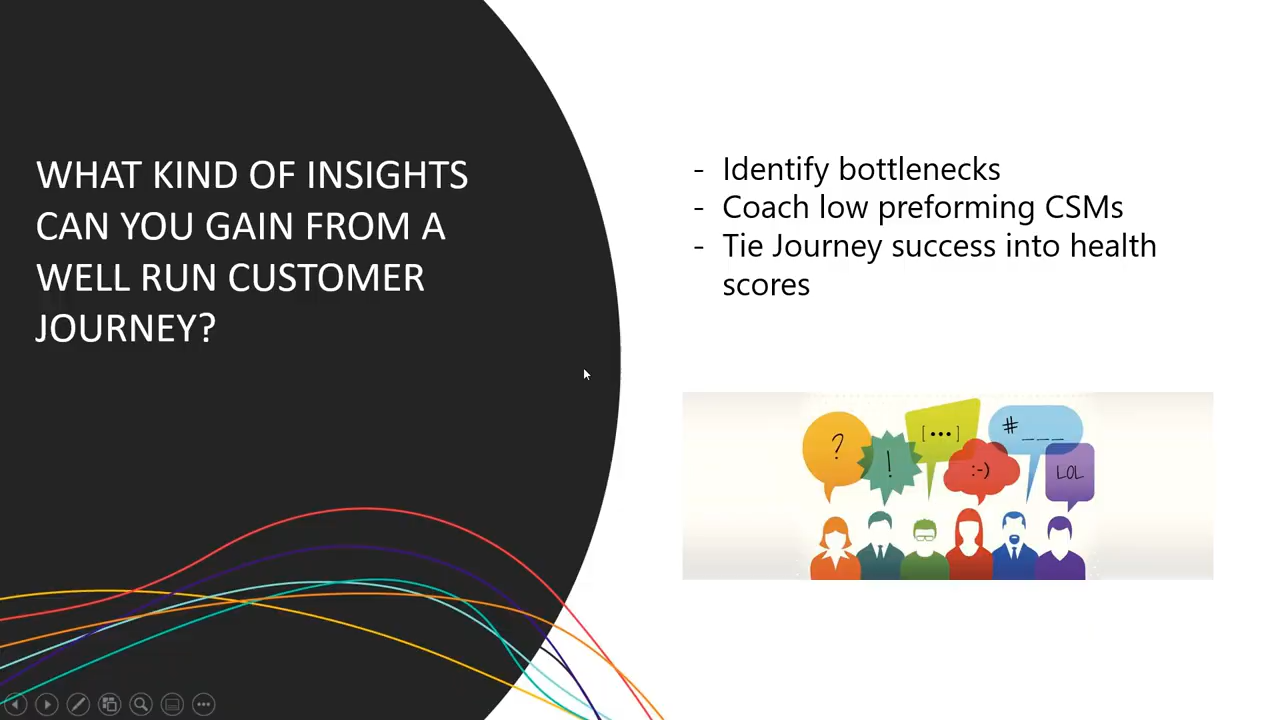 WHAT KIND OF INSIGHTS
CAN YOU GAIN FROM A
WELL RUN CUSTOMER
JOURNEY?
- Identify bottlenecks
- Coach low preforming CSMs
- Tie Journey success into health
scores
?
!
[•••]
:-)
#___
LOL